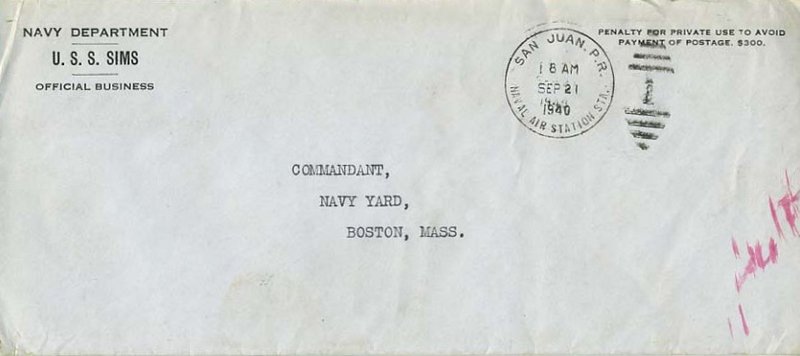 NAVY DEPARTMENT
U. S. S. SIMS
OFFICIAL BUSINESS
PENALTY FOR PRIVATE USE TO AVOID
PAYMENT OF POSTAGE, $300.
SAN JUAN, P.R.
8 AM
SEP 21
1940
NAVAL AIR STATION STA.
COMMANDANT,
NAVY YARD,
BOSTON, MASS.